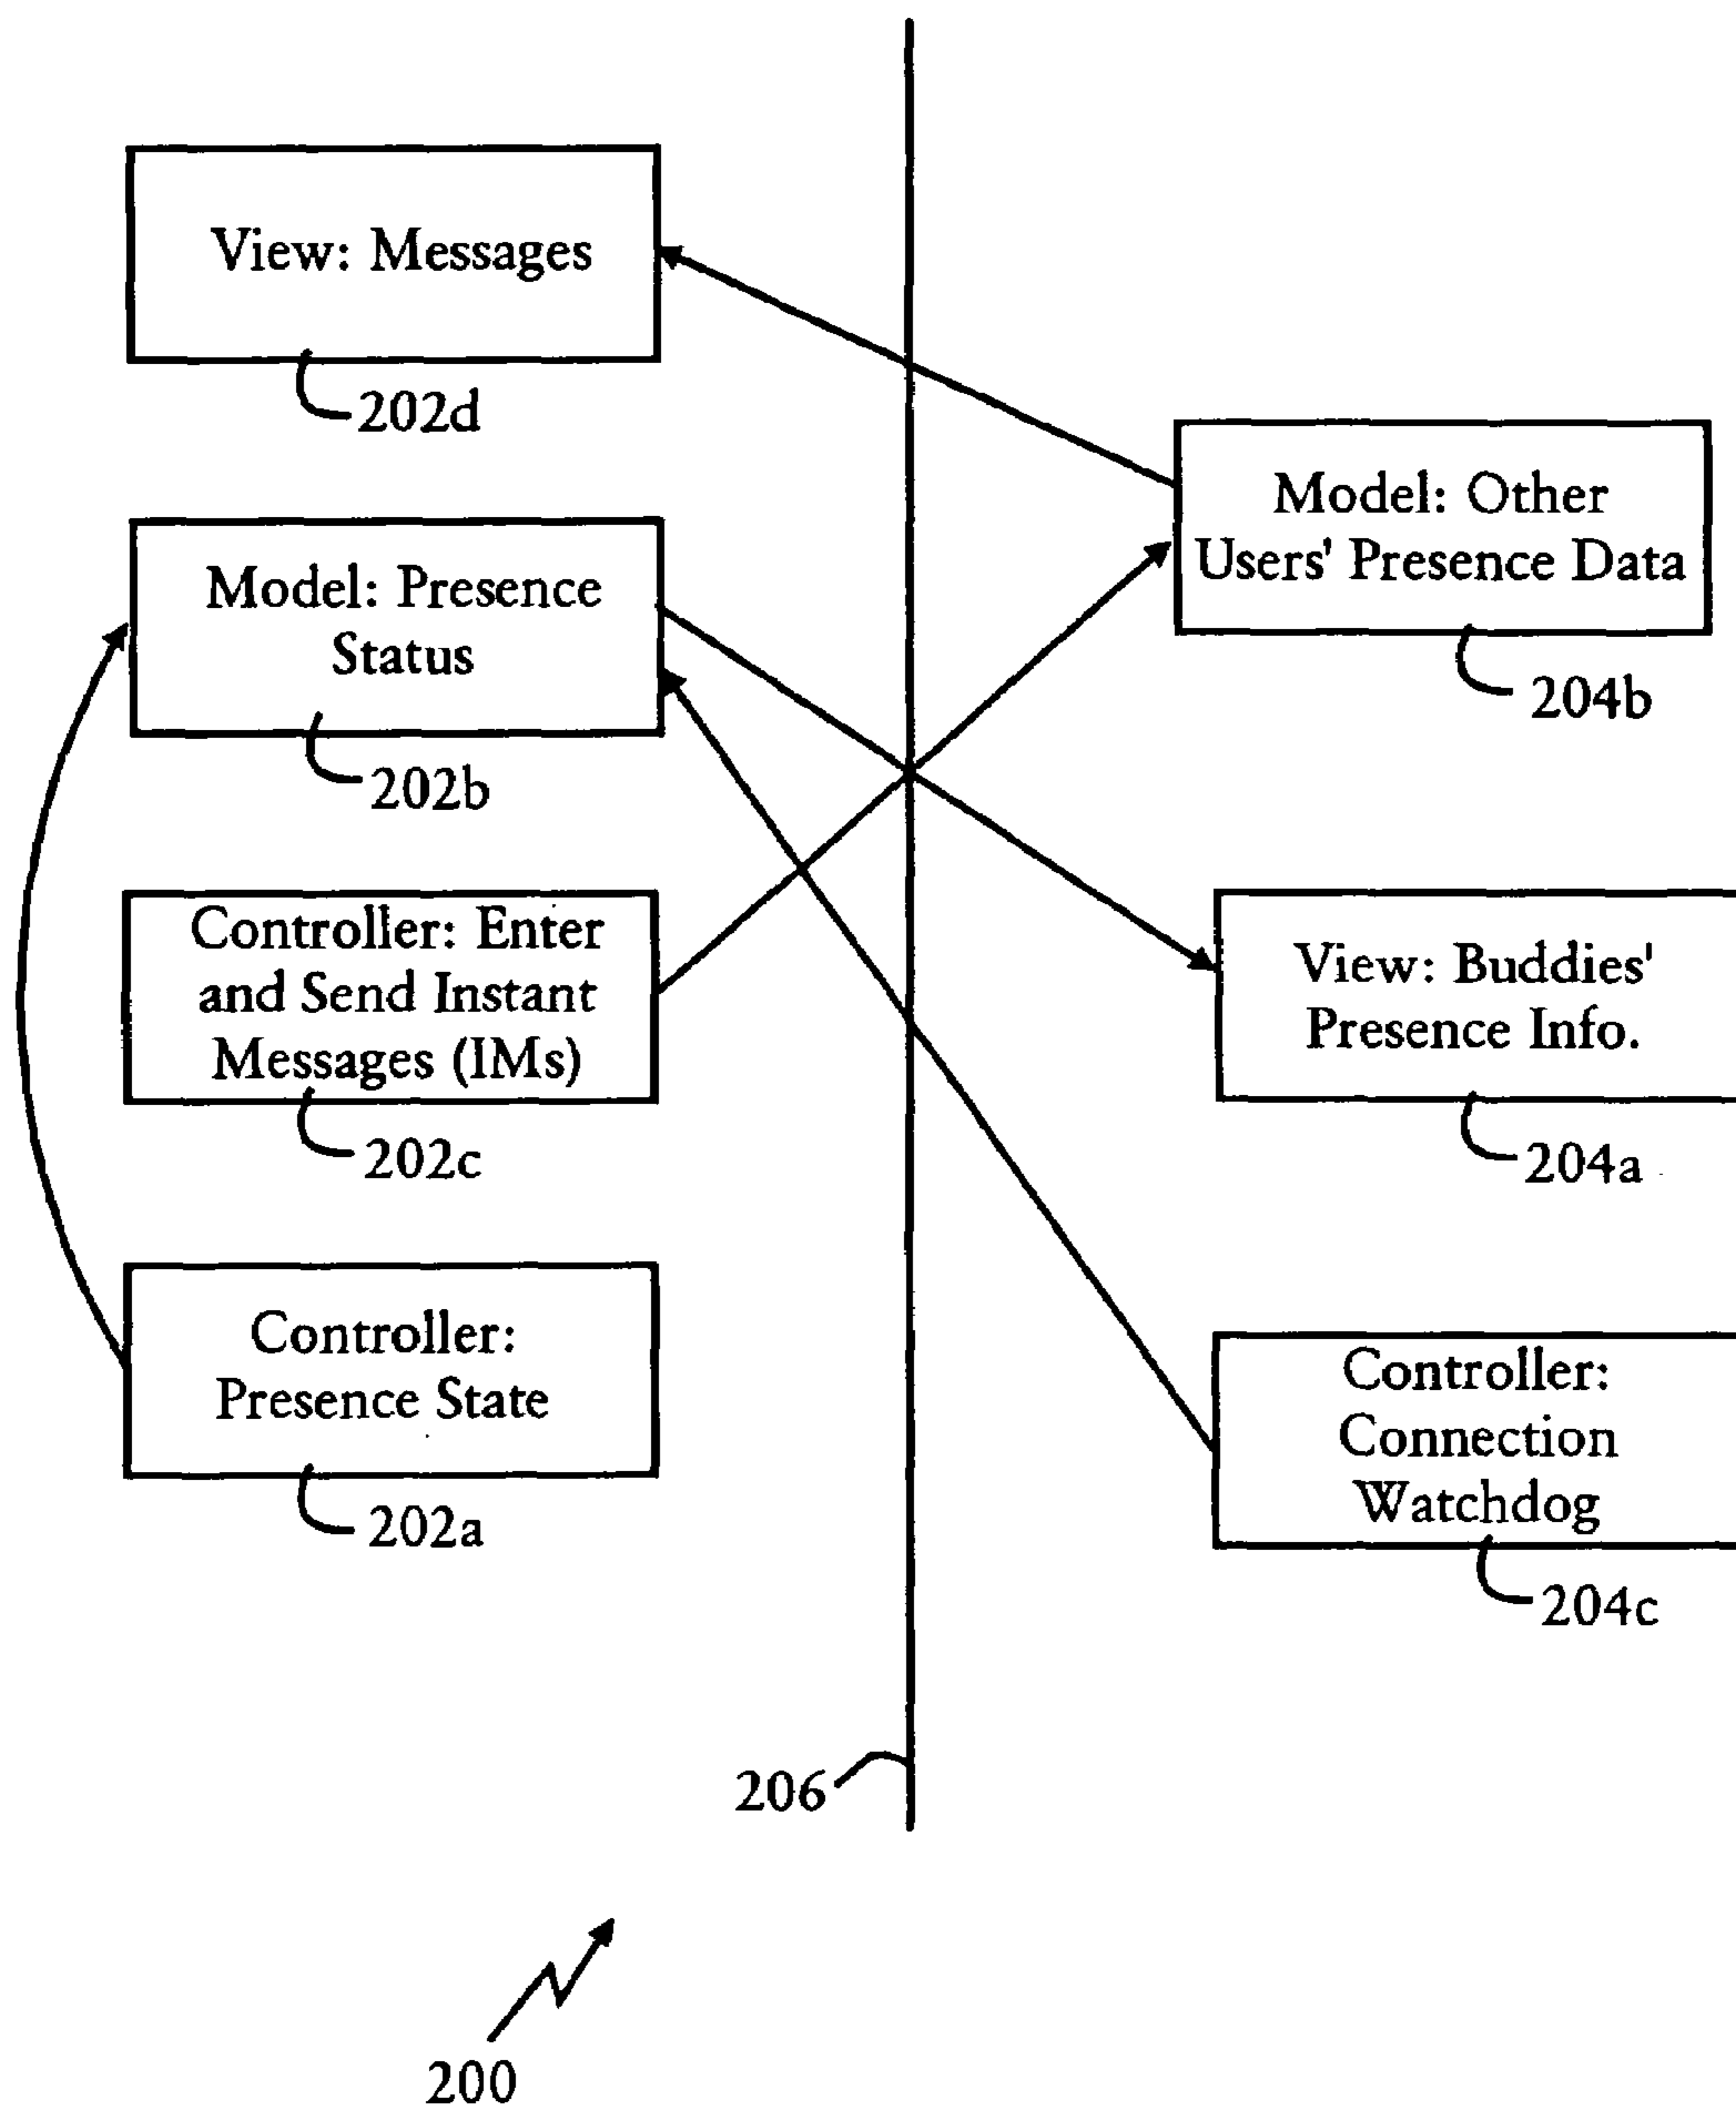 View: Messages
202d
Model: Other
Users' Presence Data
204b
Model: Presence
Status
202b
Controller: Enter
and Send Instant
Messages (IMs)
202c
View: Buddies'
Presence Info.
204a
Controller:
Presence State
202a
Controller:
Connection
Watchdog
204c
206
200